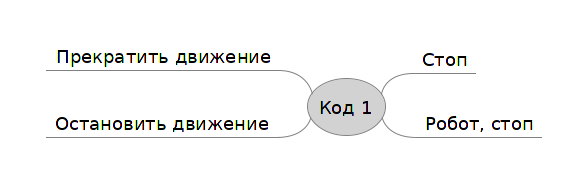 Прекратить движение
Стоп
Код 1
Остановить движение
Робот, стоп